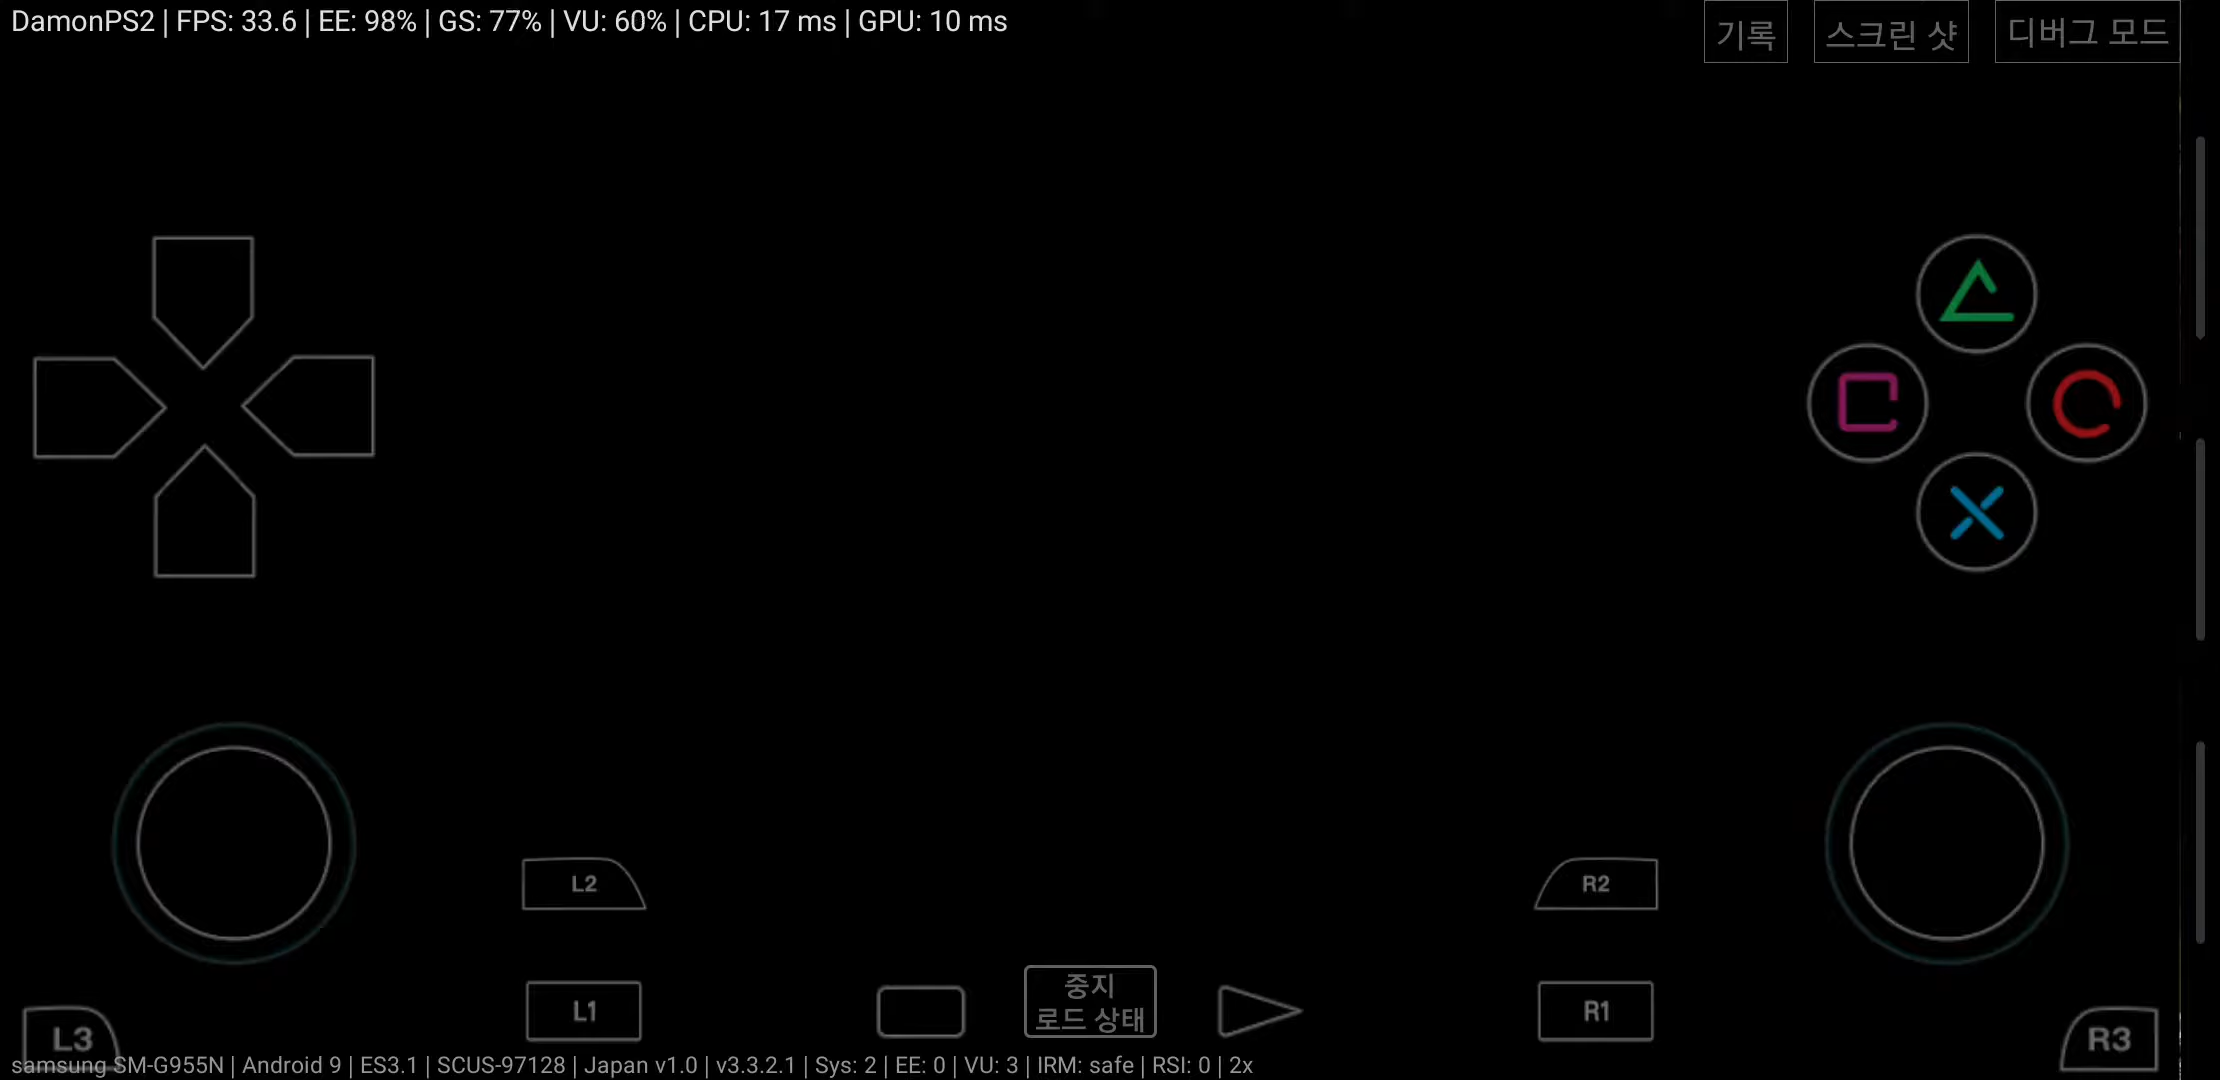 DamonPS2 | FPS: 33.6 | EE: 98% | GS: 77% | VU: 60% | CPU: 17 ms | GPU: 10 ms
기록
스크린 샷
디버그 모드
L2
R2
L1
중지
로드 상태
R1
L3
R3
samsung SM-G955N | Android 9 | ES3.1 | SCUS-97128 | Japan v1.0 | v3.3.2.1 | Sys: 2 | EE: 0 | VU: 3 | IRM: safe | RSI: 0 | 2x